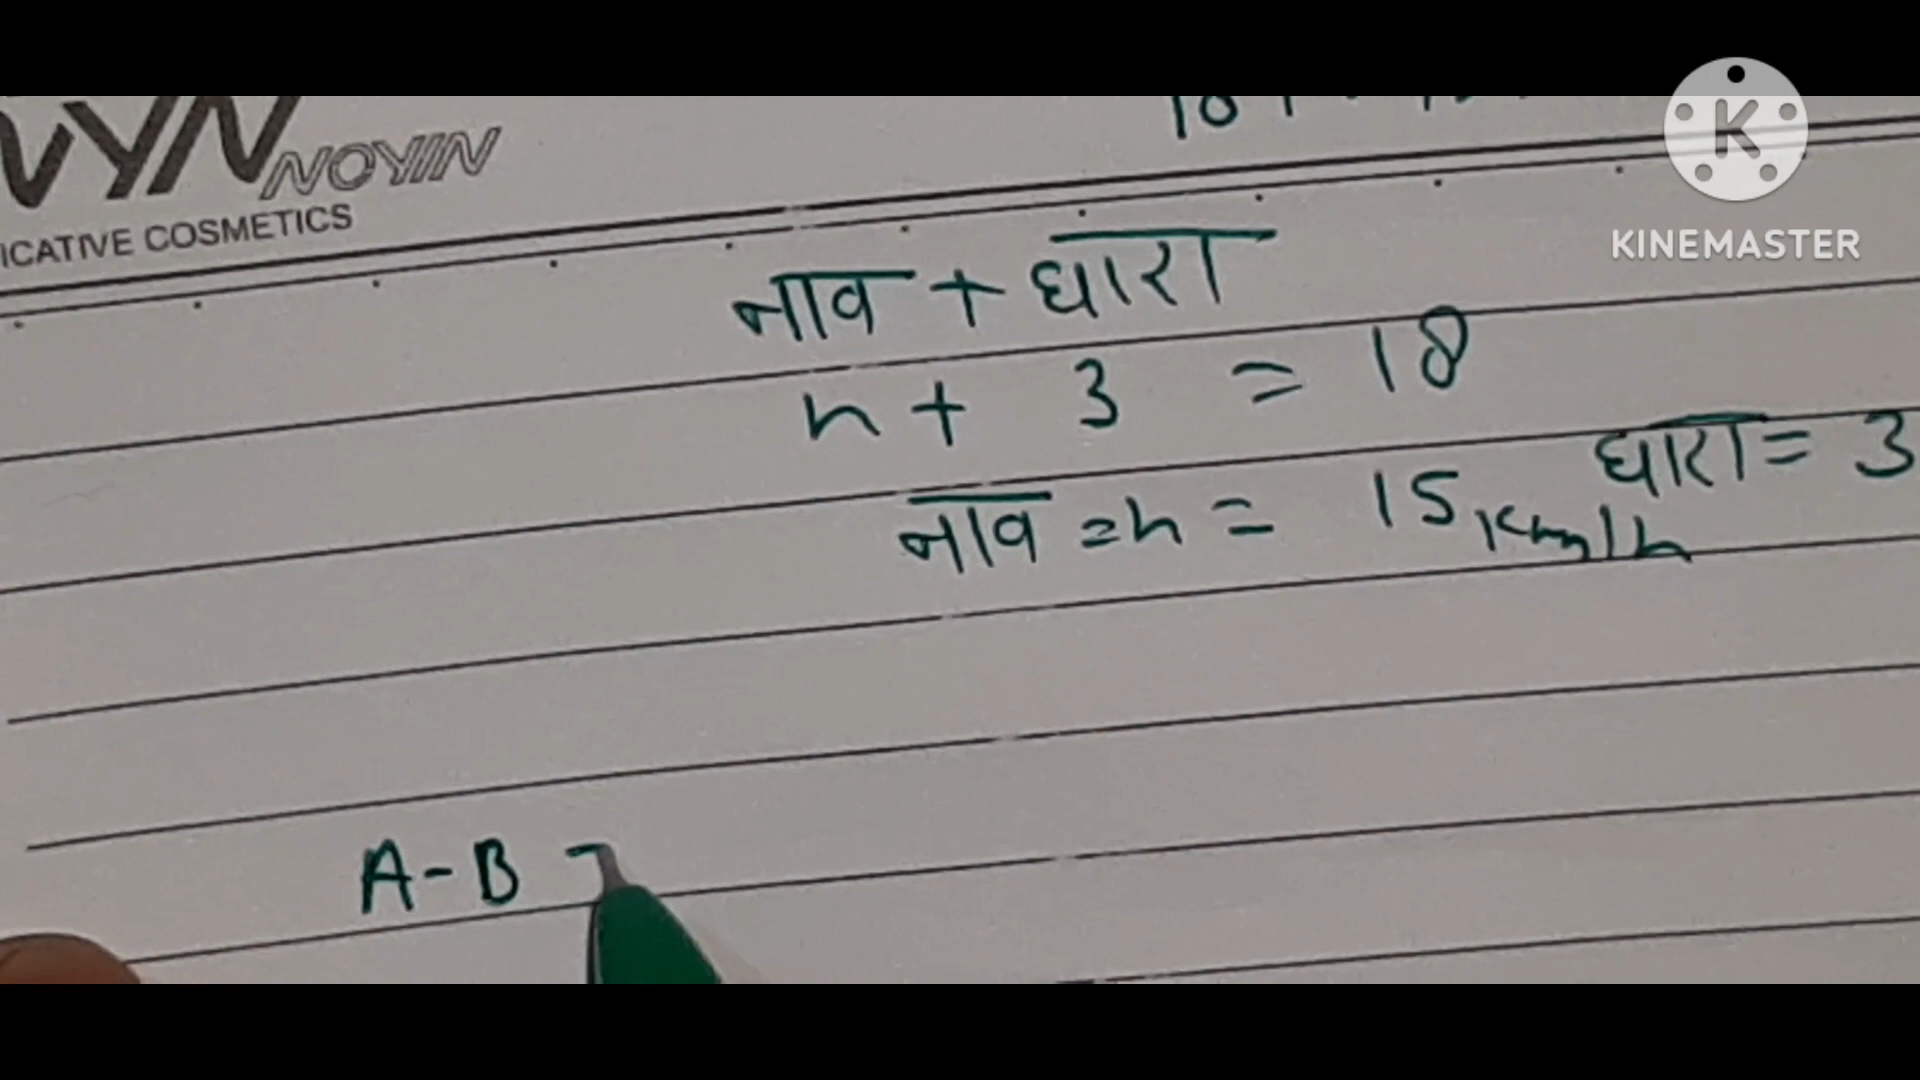 NOYIN
ICATIVE COSMETICS
KINEMASTER
नाव + धारा
n + 3 = 18
धारा = 3
नाव = n = 15 Km/h
A-B